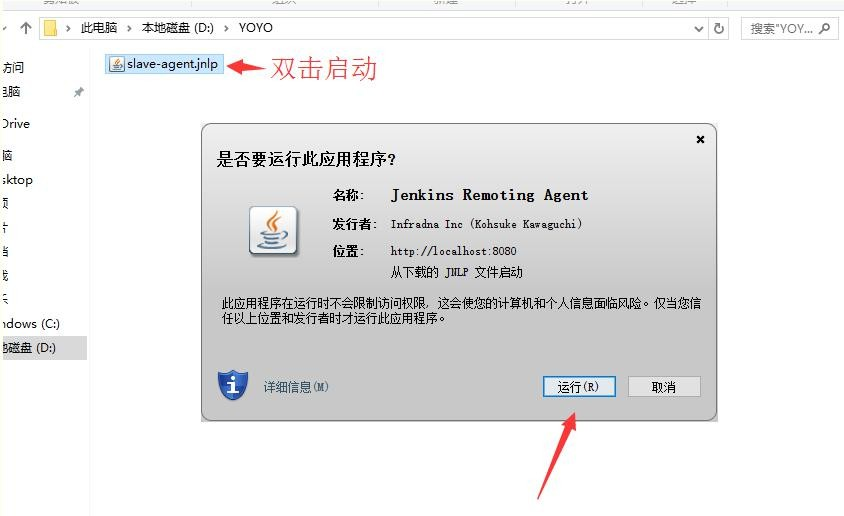 此电脑 > 本地磁盘 (D:) > YOYO
搜索"YOY...
访问
slave-agent.jnlp
双击启动
电脑
Drive
脑
sktop
是否要运行此应用程序?
名称: Jenkins Remoting Agent
发行者: Infradna Inc (Kohsuke Kawaguchi)
位置: http://localhost:8080
从下载的 JNLP 文件启动
此应用程序在运行时不会限制访问权限, 这会使您的计算机和个人信息面临风险。仅当您信
任以上位置和发行者时才运行此应用程序。
ndows (C:)
地磁盘 (D:)
详细信息(M)
运行(R)
取消